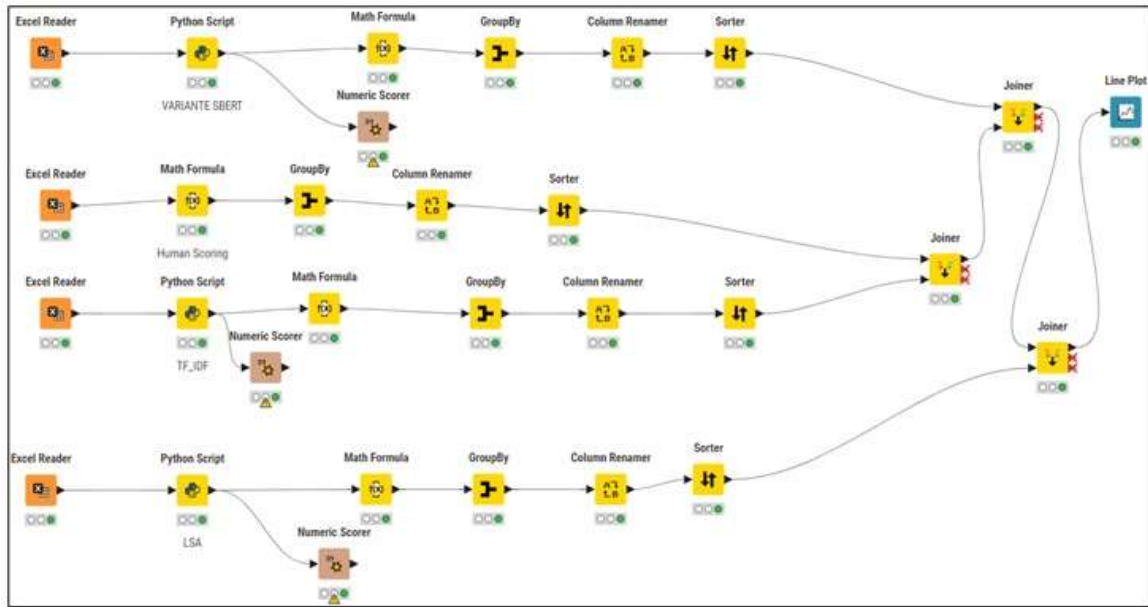 Excel Reader
Python Script
Math Formula
GroupBy
Column Renamer
Sorter
VARIANTE SBERT
Numeric Scorer
Joiner
Line Plot
Excel Reader
Math Formula
GroupBy
Column Renamer
Sorter
Human Scoring
Joiner
Excel Reader
Python Script
Math Formula
GroupBy
Column Renamer
Sorter
TF_IDF
Numeric Scorer
Joiner
Excel Reader
Python Script
Math Formula
GroupBy
Column Renamer
Sorter
LSA
Numeric Scorer